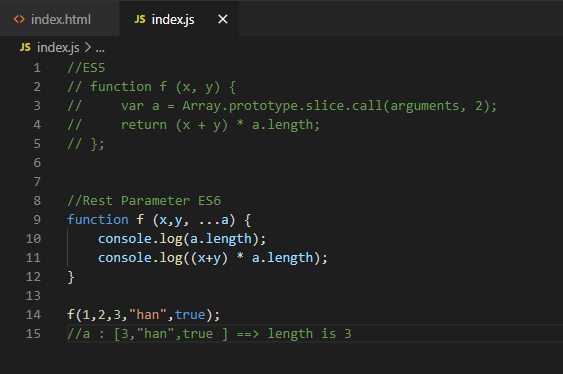 <> index.html
JS index.js ×
JS index.js > ...
1 //ES5
2 // function f (x, y) {
3 //     var a = Array.prototype.slice.call(arguments, 2);
4 //     return (x + y) * a.length;
5 // };
6
7
8 //Rest Parameter ES6
9 function f (x,y, ...a) {
10     console.log(a.length);
11     console.log((x+y) * a.length);
12 }
13
14 f(1,2,3,"han",true);
15 //a : [3,"han",true ] ==> length is 3